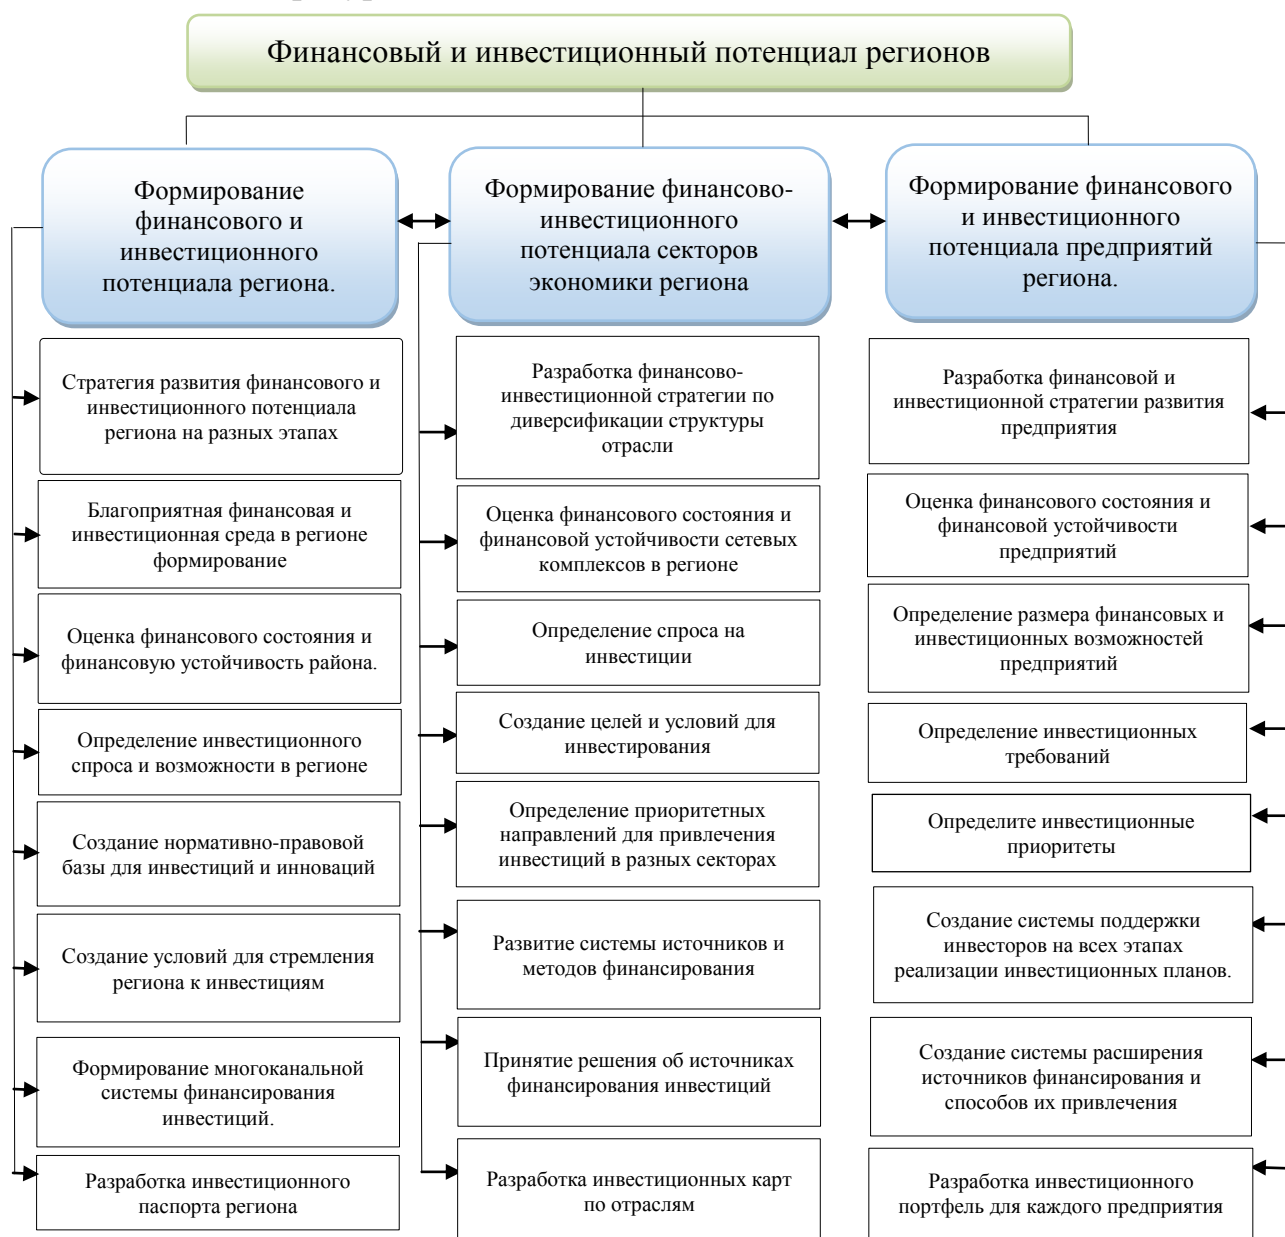 Финансовый и инвестиционный потенциал регионов
Формирование
финансового и
инвестиционного
потенциала региона.
Формирование финансово-
инвестиционного
потенциала секторов
экономики региона
Формирование финансового
и инвестиционного
потенциала предприятий
региона.
Стратегия развития финансового и
инвестиционного потенциала
региона на разных этапах
Благоприятная финансовая и
инвестиционная среда в регионе
формирование
Оценка финансового состояния и
финансовую устойчивость района.
Определение инвестиционного
спроса и возможности в регионе
Создание нормативно-правовой
базы для инвестиций и инноваций
Создание условий для стремления
региона к инвестициям
Формирование многоканальной
системы финансирования
инвестиций.
Разработка инвестиционного
паспорта региона
Разработка финансово-
инвестиционной стратегии по
диверсификации структуры
отрасли
Оценка финансового состояния и
финансовой устойчивости сетевых
комплексов в регионе
Определение спроса на
инвестиции
Создание целей и условий для
инвестирования
Определение приоритетных
направлений для привлечения
инвестиций в разных секторах
Развитие системы источников и
методов финансирования
Принятие решения об источниках
финансирования инвестиций
Разработка инвестиционных карт
по отраслям
Разработка финансовой и
инвестиционной стратегии развития
предприятия
Оценка финансового состояния и
финансовой устойчивости
предприятий
Определение размера финансовых и
инвестиционных возможностей
предприятий
Определение инвестиционных
требований
Определите инвестиционные
приоритеты
Создание системы поддержки
инвесторов на всех этапах
реализации инвестиционных планов.
Создание системы расширения
источников финансирования и
способов их привлечения
Разработка инвестиционного
портфель для каждого предприятия